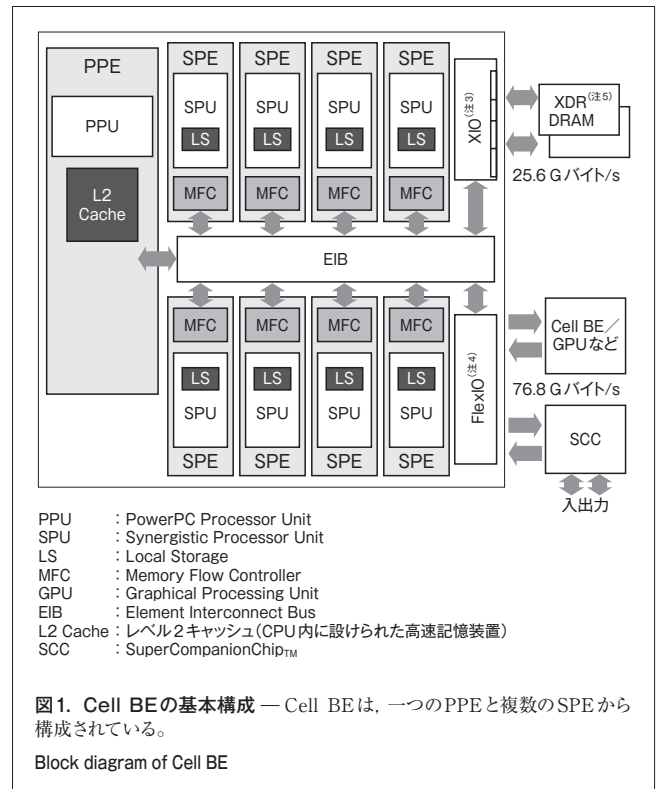 PPE
PPU
L2
Cache
SPE SPE SPE SPE
SPU SPU SPU SPU
LS LS LS LS
MFC MFC MFC MFC
XIO(注3)
XDR(注5)
DRAM
25.6 Gバイト/s
EIB
MFC MFC MFC MFC
LS LS LS LS
SPU SPU SPU SPU
SPE SPE SPE SPE
FlexIO(注4)
Cell BE/
GPUなど
76.8 Gバイト/s
SCC
入出力
PPU : PowerPC Processor Unit
SPU : Synergistic Processor Unit
LS : Local Storage
MFC : Memory Flow Controller
GPU : Graphical Processing Unit
EIB : Element Interconnect Bus
L2 Cache : レベル2キャッシュ(CPU内に設けられた高速記憶装置)
SCC : SuperCompanionChip™
図1. Cell BEの基本構成 — Cell BEは,一つのPPEと複数のSPEから
構成されている。
Block diagram of Cell BE